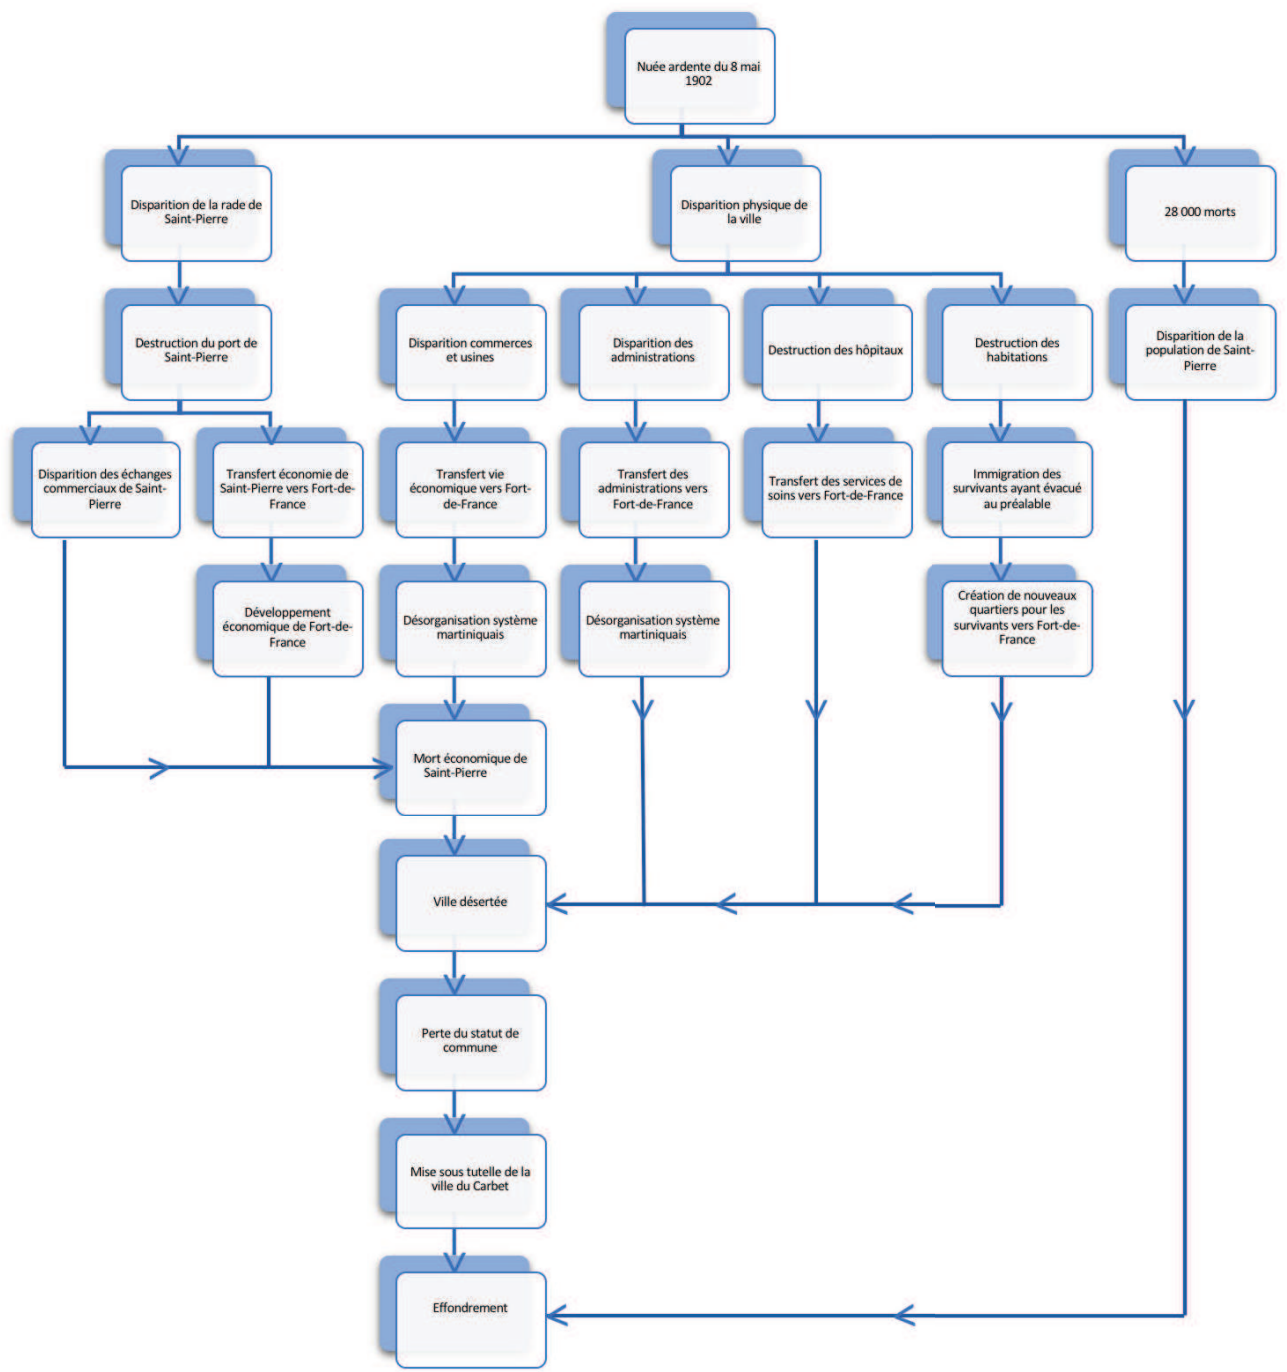 Nuée ardente du 8 mai
1902
Disparition de la rade de
Saint-Pierre
Disparition physique de
la ville
28 000 morts
Destruction du port de
Saint-Pierre
Disparition commerces
et usines
Disparition des
administrations
Destruction des hôpitaux
Destruction des
habitations
Disparition de la
population de Saint-
Pierre
Disparition des échanges
commerciaux de Saint-
Pierre
Transfert économie de
Saint-Pierre vers Fort-de-
France
Transfert vie
économique vers Fort-
de-France
Transfert des
administrations vers
Fort-de-France
Transfert des services de
soins vers Fort-de-France
Immigration des
survivants ayant évacué
au préalable
Développement
économique de Fort-de-
France
Désorganisation système
martiniquais
Désorganisation système
martiniquais
Création de nouveaux
quartiers pour les
survivants vers Fort-de-
France
Mort économique de
Saint-Pierre
Ville désertée
Perte du statut de
commune
Mise sous tutelle de la
ville du Carbet
Effondrement